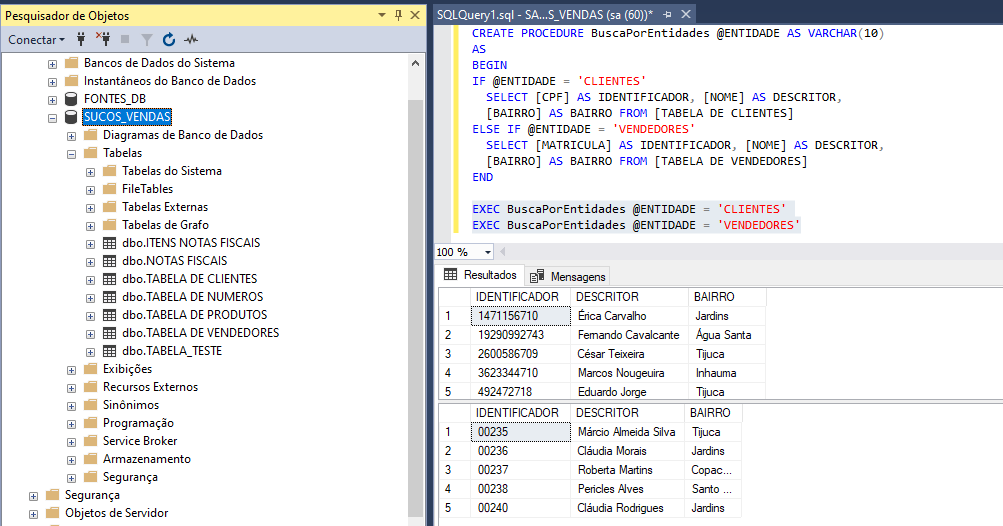 Pesquisador de Objetos
Conectar
Bancos de Dados do Sistema
Instantâneos do Banco de Dados
FONTES_DB
SUCOS_VENDAS
Diagramas de Banco de Dados
Tabelas
Tabelas do Sistema
FileTables
Tabelas Externas
Tabelas de Grafo
dbo.ITENS NOTAS FISCAIS
dbo.NOTAS FISCAIS
dbo.TABELA DE CLIENTES
dbo.TABELA DE NUMEROS
dbo.TABELA DE PRODUTOS
dbo.TABELA DE VENDEDORES
dbo.TABELA_TESTE
Exibições
Recursos Externos
Sinônimos
Programação
Service Broker
Armazenamento
Segurança
Segurança
Objetos de Servidor
SQLQuery1.sql - SA...S_VENDAS (sa (60))*
CREATE PROCEDURE BuscaPorEntidades @ENTIDADE AS VARCHAR(10)
AS
BEGIN
IF @ENTIDADE = 'CLIENTES'
SELECT [CPF] AS IDENTIFICADOR, [NOME] AS DESCRITOR,
[BAIRRO] AS BAIRRO FROM [TABELA DE CLIENTES]
ELSE IF @ENTIDADE = 'VENDEDORES'
SELECT [MATRICULA] AS IDENTIFICADOR, [NOME] AS DESCRITOR,
[BAIRRO] AS BAIRRO FROM [TABELA DE VENDEDORES]
END
EXEC BuscaPorEntidades @ENTIDADE = 'CLIENTES'
EXEC BuscaPorEntidades @ENTIDADE = 'VENDEDORES'
100 %
Resultados Mensagens
IDENTIFICADOR DESCRITOR BAIRRO
1 1471156710 Érica Carvalho Jardins
2 19290992743 Fernando Cavalcante Água Santa
3 2600586709 César Teixeira Tijuca
4 3623344710 Marcos Nougeuira Inhauma
5 492472718 Eduardo Jorge Tijuca
IDENTIFICADOR DESCRITOR BAIRRO
1 00235 Márcio Almeida Silva Tijuca
2 00236 Cláudia Morais Jardins
3 00237 Roberta Martins Copac...
4 00238 Pericles Alves Santo ...
5 00240 Cláudia Rodrigues Jardins